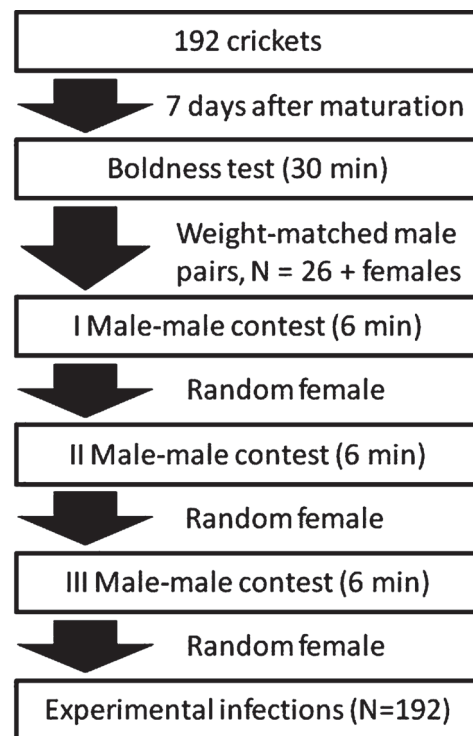 192 crickets
7 days after maturation
Boldness test (30 min)
Weight-matched male
pairs, N = 26 + females
I Male-male contest (6 min)
Random female
II Male-male contest (6 min)
Random female
III Male-male contest (6 min)
Random female
Experimental infections (N=192)